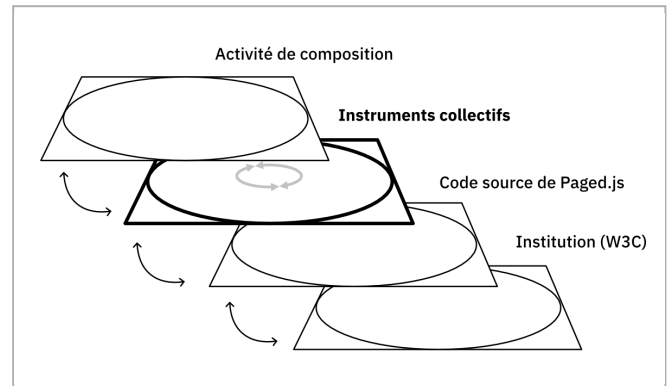 Activité de composition
Instruments collectifs
Code source de Paged.js
Institution (W3C)